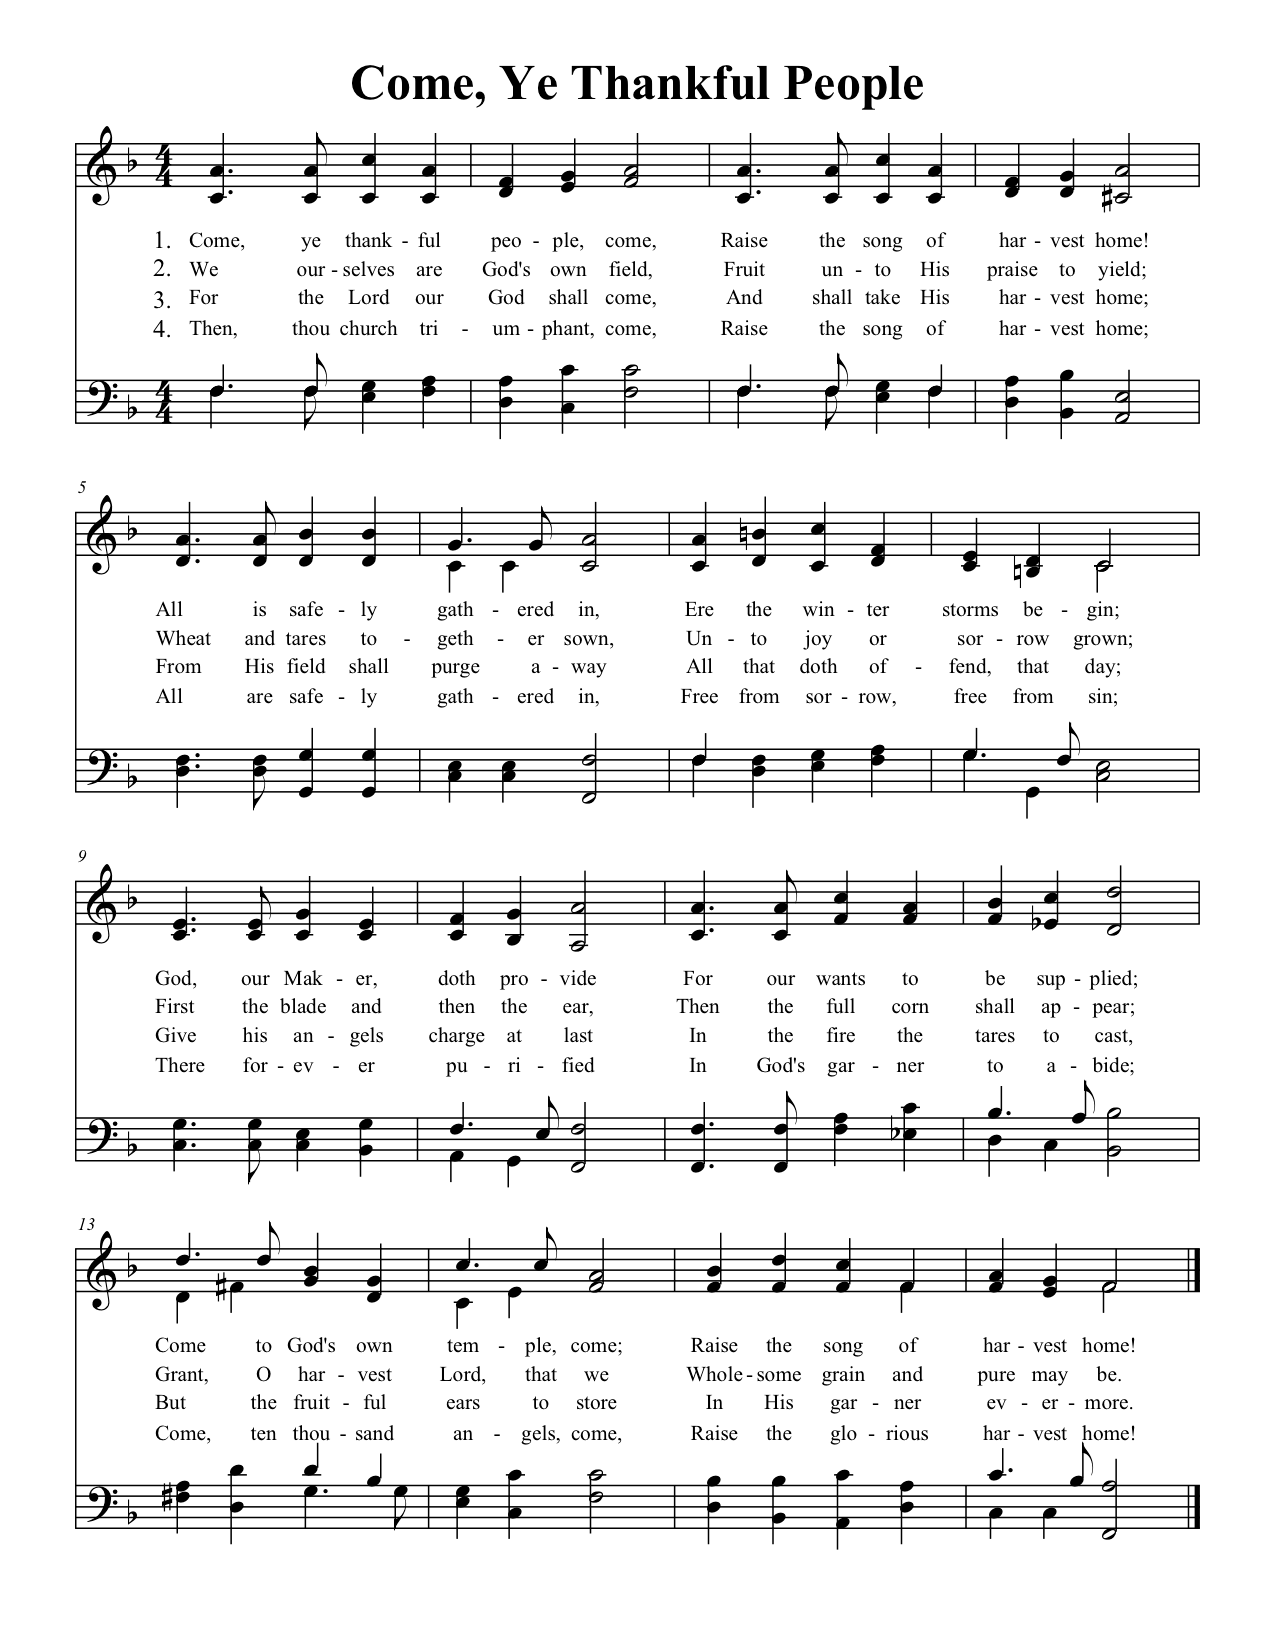 Come, Ye Thankful People
4
4
1. Come, ye thank - ful peo - ple, come, Raise the song of har - vest home!
2. We our - selves are God's own field, Fruit un - to His praise to yield;
3. For the Lord our God shall come, And shall take His har - vest home;
4. Then, thou church tri - um - phant, come, Raise the song of har - vest home;
4
4
5
All is safe - ly gath - ered in, Ere the win - ter storms be - gin;
Wheat and tares to - geth - er sown, Un - to joy or sor - row grown;
From His field shall purge a - way All that doth of - fend, that day;
All are safe - ly gath - ered in, Free from sor - row, free from sin;
9
God, our Mak - er, doth pro - vide For our wants to be sup - plied;
First the blade and then the ear, Then the full corn shall ap - pear;
Give his an - gels charge at last In the fire the tares to cast,
There for - ev - er pu - ri - fied In God's gar - ner to a - bide;
13
Come to God's own tem - ple, come; Raise the song of har - vest home!
Grant, O har - vest Lord, that we Whole - some grain and pure may be.
But the fruit - ful ears to store In His gar - ner ev - er - more.
Come, ten thou - sand an - gels, come, Raise the glo - rious har - vest home!